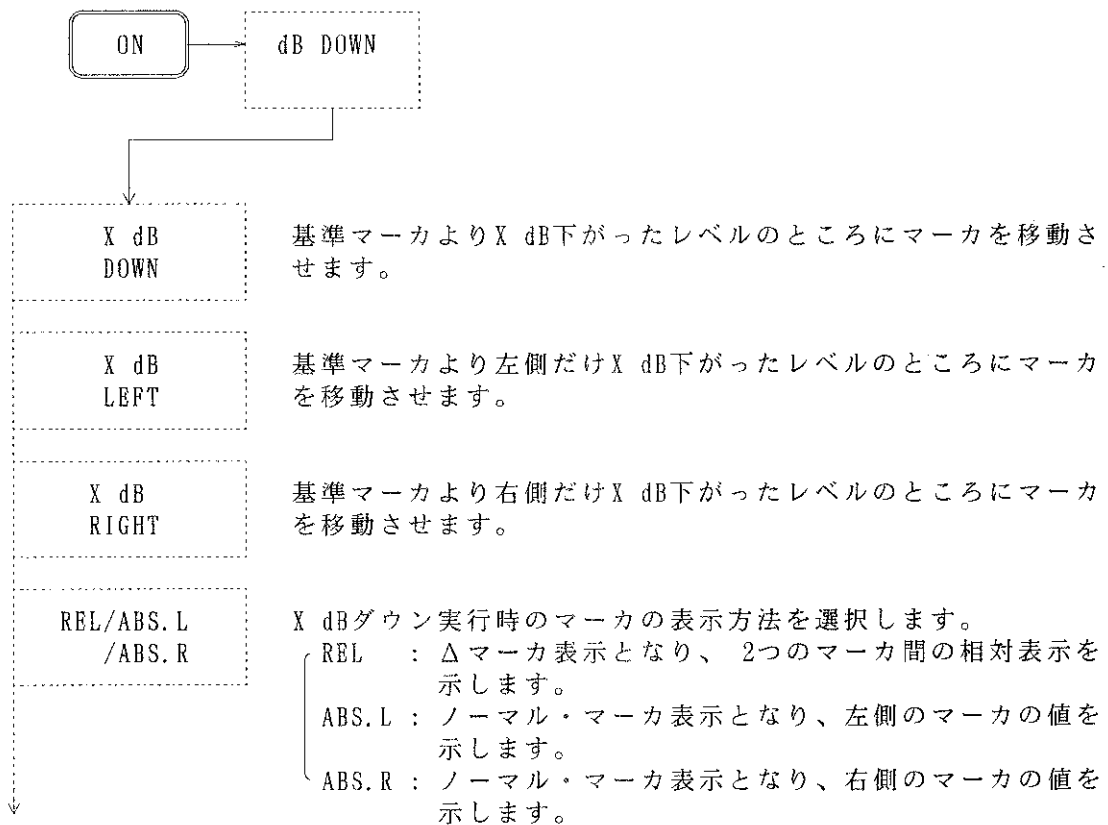 ON
dB DOWN
X dB
DOWN
基準マーカよりX dB下がったレベルのところにマーカを移動さ
せます。
X dB
LEFT
基準マーカより左側だけX dB下がったレベルのところにマーカ
を移動させます。
X dB
RIGHT
基準マーカより右側だけX dB下がったレベルのところにマーカ
を移動させます。
REL/ABS.L
/ABS.R
X dBダウン実行時のマーカの表示方法を選択します。
REL : Δマーカ表示となり、 2つのマーカ間の相対表示を
示します。
ABS.L : ノーマル・マーカ表示となり、左側のマーカの値を
示します。
ABS.R : ノーマル・マーカ表示となり、右側のマーカの値を
示します。